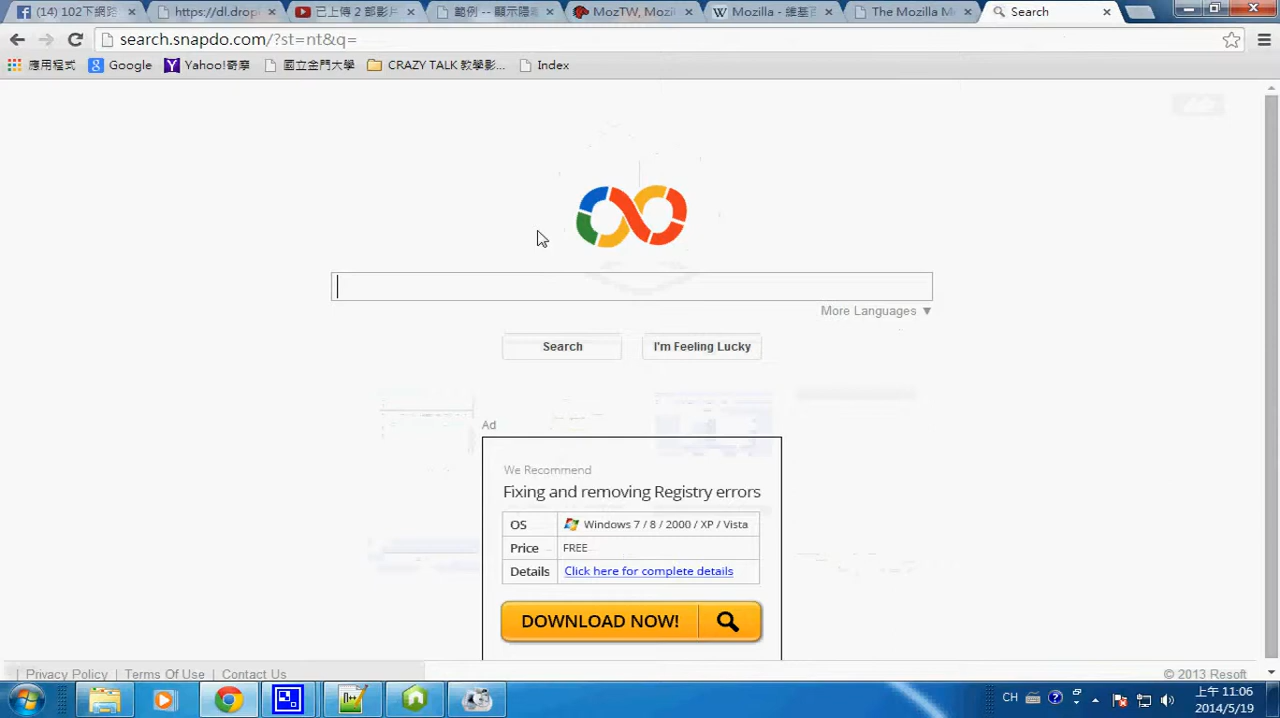 (14) 102下網路
https://dl.drop
已上傳 2 部影片
範例 -- 顯示隱
MozTW, Mozil
Mozilla - 維基百
The Mozilla M
Search
search.snapdo.com/?st=nt&q=
應用程式
Google
Yahoo!奇摩
國立金門大學
CRAZY TALK 教學影...
Index
More Languages ▼
Search
I'm Feeling Lucky
Ad
We Recommend
Fixing and removing Registry errors
OS Windows 7 / 8 / 2000 / XP / Vista
Price FREE
Details Click here for complete details
DOWNLOAD NOW!
| Privacy Policy | Terms Of Use | Contact Us
© 2013 Resoft
CH
上午 11:06
2014/5/19